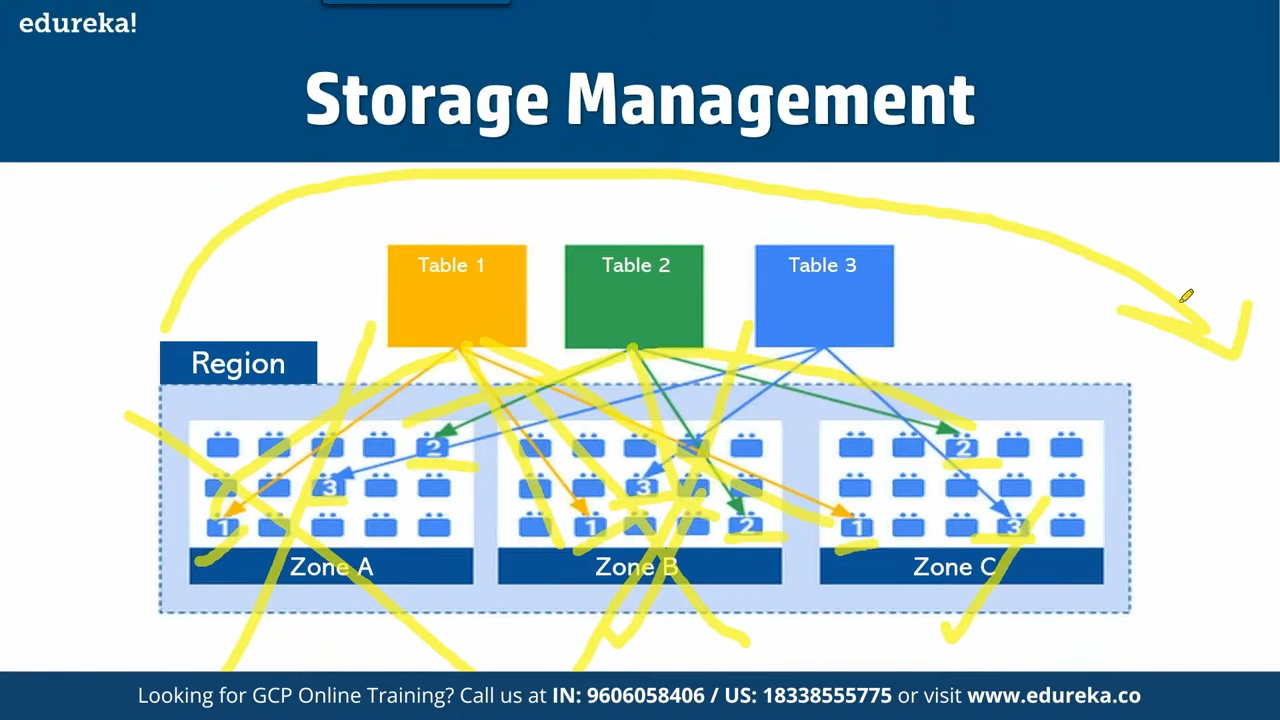 edureka!
Storage Management
Table 1
Table 2
Table 3
Region
2
2
3
3
1
1
2
1
3
Zone A
Zone B
Zone C
Looking for GCP Online Training? Call us at IN: 9606058406 / US: 18338555775 or visit www.edureka.co